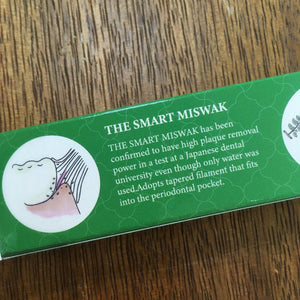 THE SMART MISWAK
THE SMART MISWAK has been
confirmed to have high plaque removal
power in a test at a Japanese dental
university even though only water was
used.Adopts tapered filament that fits
into the periodontal pocket.